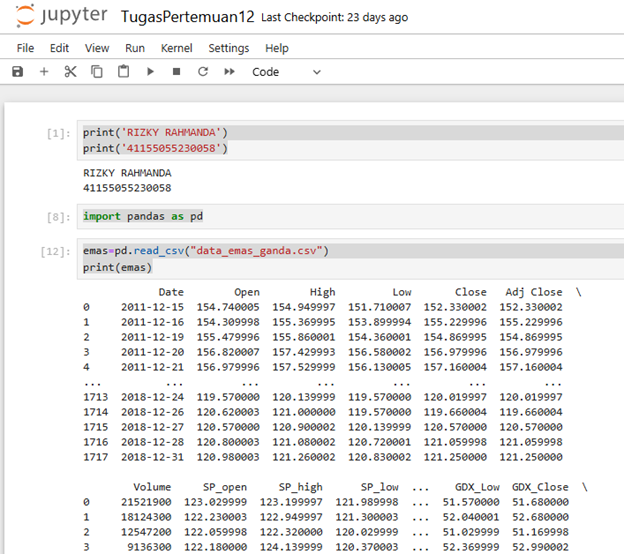 jupyter TugasPertemuan12 Last Checkpoint: 23 days ago
File Edit View Run Kernel Settings Help
Code
[1]: print('RIZKY RAHMANDA')
print('41155055230058')
RIZKY RAHMANDA
41155055230058
[8]: import pandas as pd
[12]: emas=pd.read_csv("data_emas_ganda.csv")
print(emas)
Date Open High Low Close Adj Close \
0 2011-12-15 154.740005 154.949997 151.710007 152.330002 152.330002
1 2011-12-16 154.309998 155.369995 153.899994 155.229996 155.229996
2 2011-12-19 155.479996 155.860001 154.360001 154.869995 154.869995
3 2011-12-20 156.820007 157.429993 156.580002 156.979996 156.979996
4 2011-12-21 156.979996 157.529999 156.130005 157.160004 157.160004
... ... ... ... ... ... ...
1713 2018-12-24 119.570000 120.139999 119.570000 120.019997 120.019997
1714 2018-12-26 120.620003 121.000000 119.570000 119.660004 119.660004
1715 2018-12-27 120.570000 120.900002 120.139999 120.570000 120.570000
1716 2018-12-28 120.800003 121.080002 120.720001 121.059998 121.059998
1717 2018-12-31 120.980003 121.260002 120.830002 121.250000 121.250000
Volume SP_open SP_high SP_low ... GDX_Low GDX_Close \
0 21521900 123.029999 123.199997 121.989998 ... 51.570000 51.680000
1 18124300 122.230003 122.949997 121.300003 ... 52.040001 52.680000
2 12547200 122.059998 122.320000 120.029999 ... 51.029999 51.169998
3 9136300 122.180000 124.139999 120.370003 ... 52.369999 52.990002